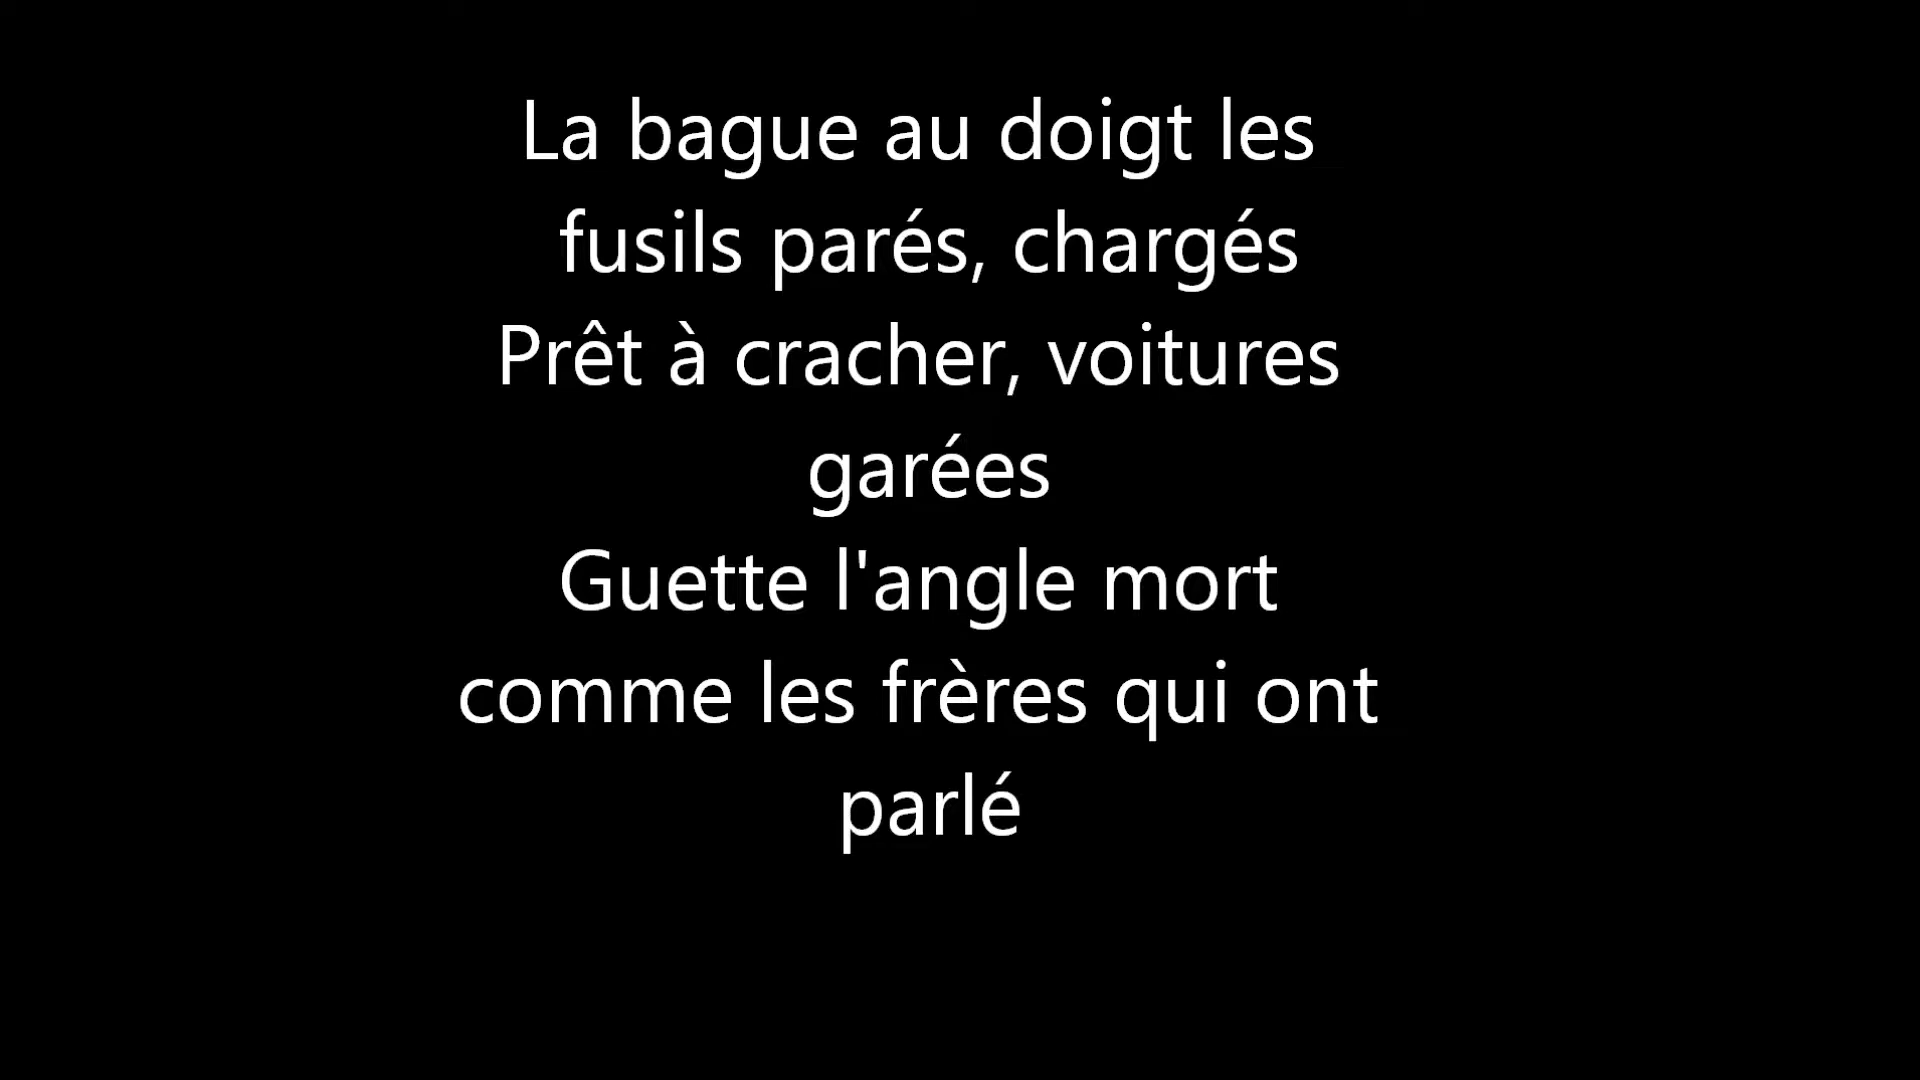 La bague au doigt les
fusils parés, chargés
Prêt à cracher, voitures
garées
Guette l'angle mort
comme les frères qui ont
parlé